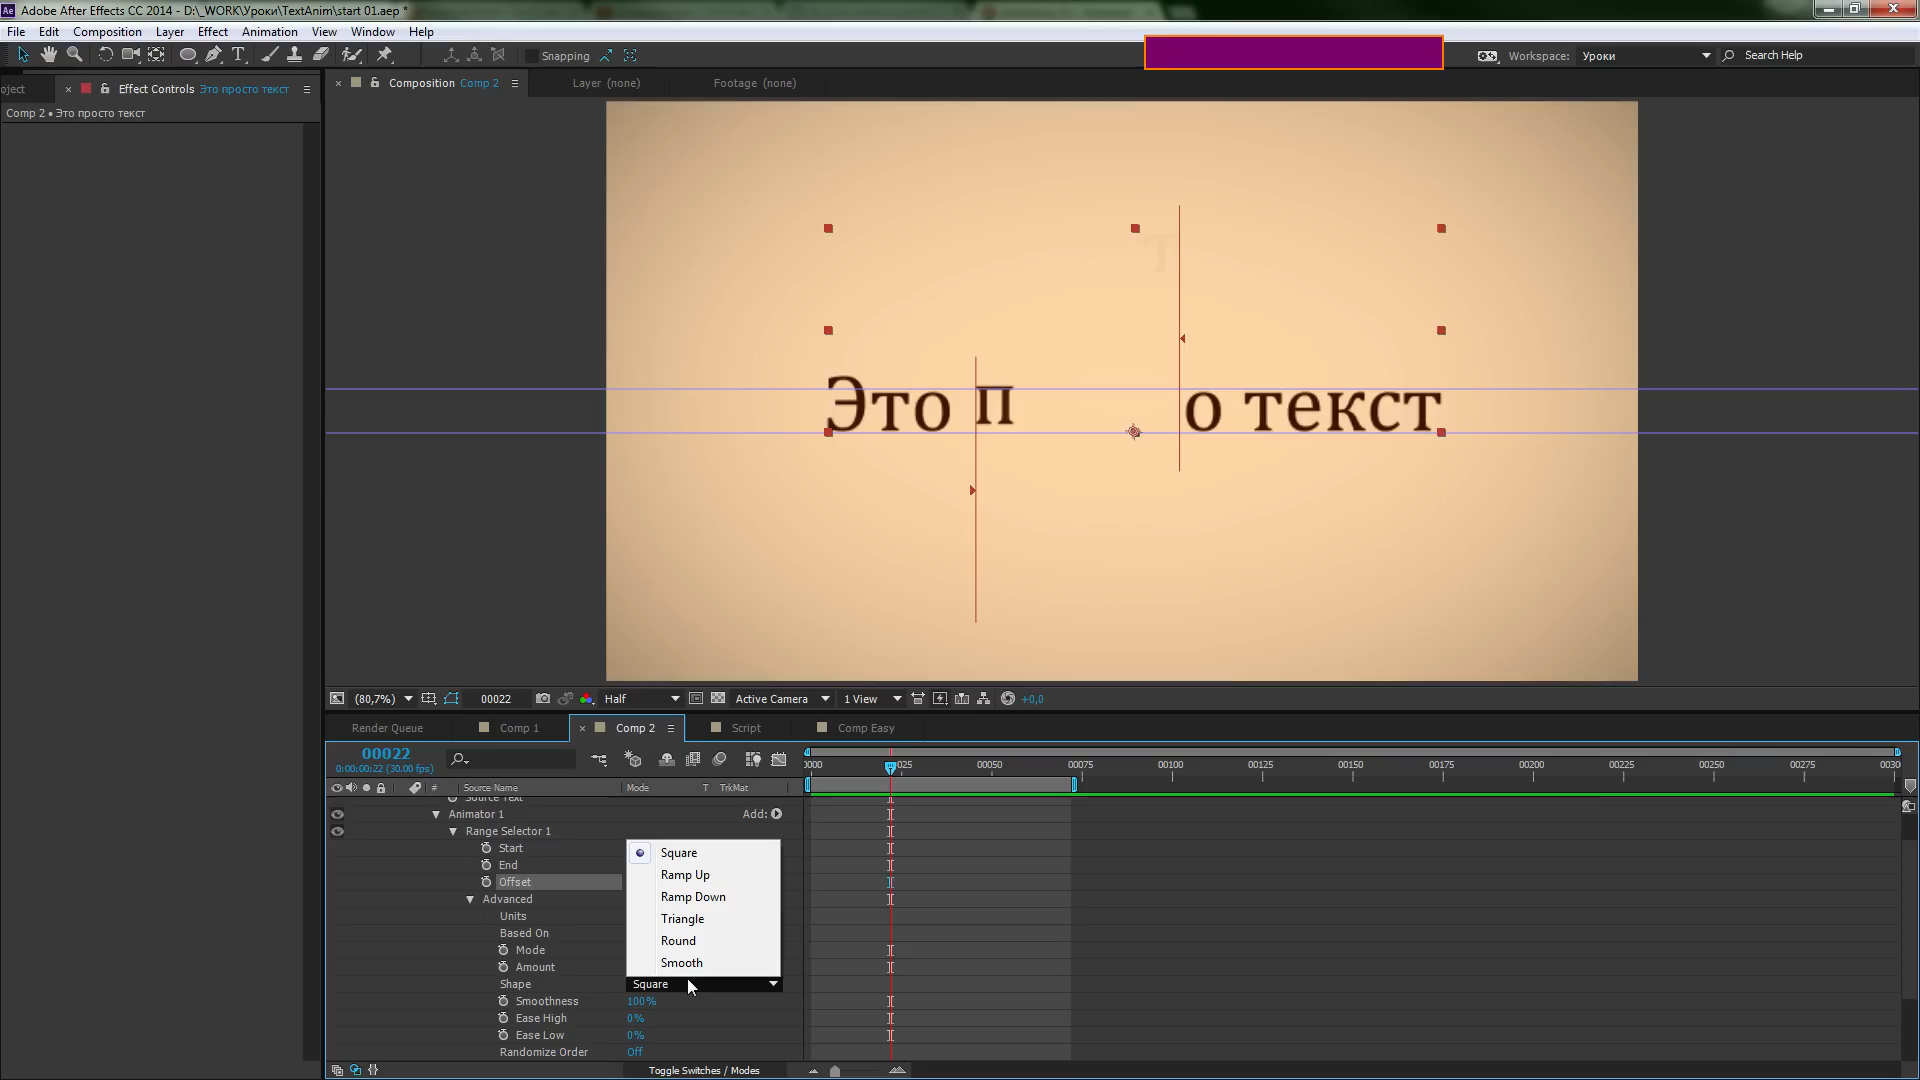 Adobe After Effects CC 2014 - D:\_WORK\Уроки\TextAnim\start 01.aep *
File Edit Composition Layer Effect Animation View Window Help
Snapping
Workspace: Уроки
Search Help
oject
Effect Controls Это просто текст
Composition Comp 2
Layer (none)
Footage (none)
Comp 2 • Это просто текст
т
Это п о текст
(80,7%)
00022
Half
Active Camera
1 View
+0,0
Render Queue
Comp 1
Comp 2
Script
Comp Easy
00022
0:00:00:22 (30.00 fps)
0000 025 00050 00075 00100 00125 00150 00175 00200 00225 00250 00275 0030
# Source Name Mode T TrkMat
Source Text
Animator 1 Add:
Range Selector 1
Start
End
Offset
Advanced
Units
Based On
Mode
Amount
Shape Square
Square
Ramp Up
Ramp Down
Triangle
Round
Smooth
Smoothness 100%
Ease High 0%
Ease Low 0%
Randomize Order Off
Toggle Switches / Modes